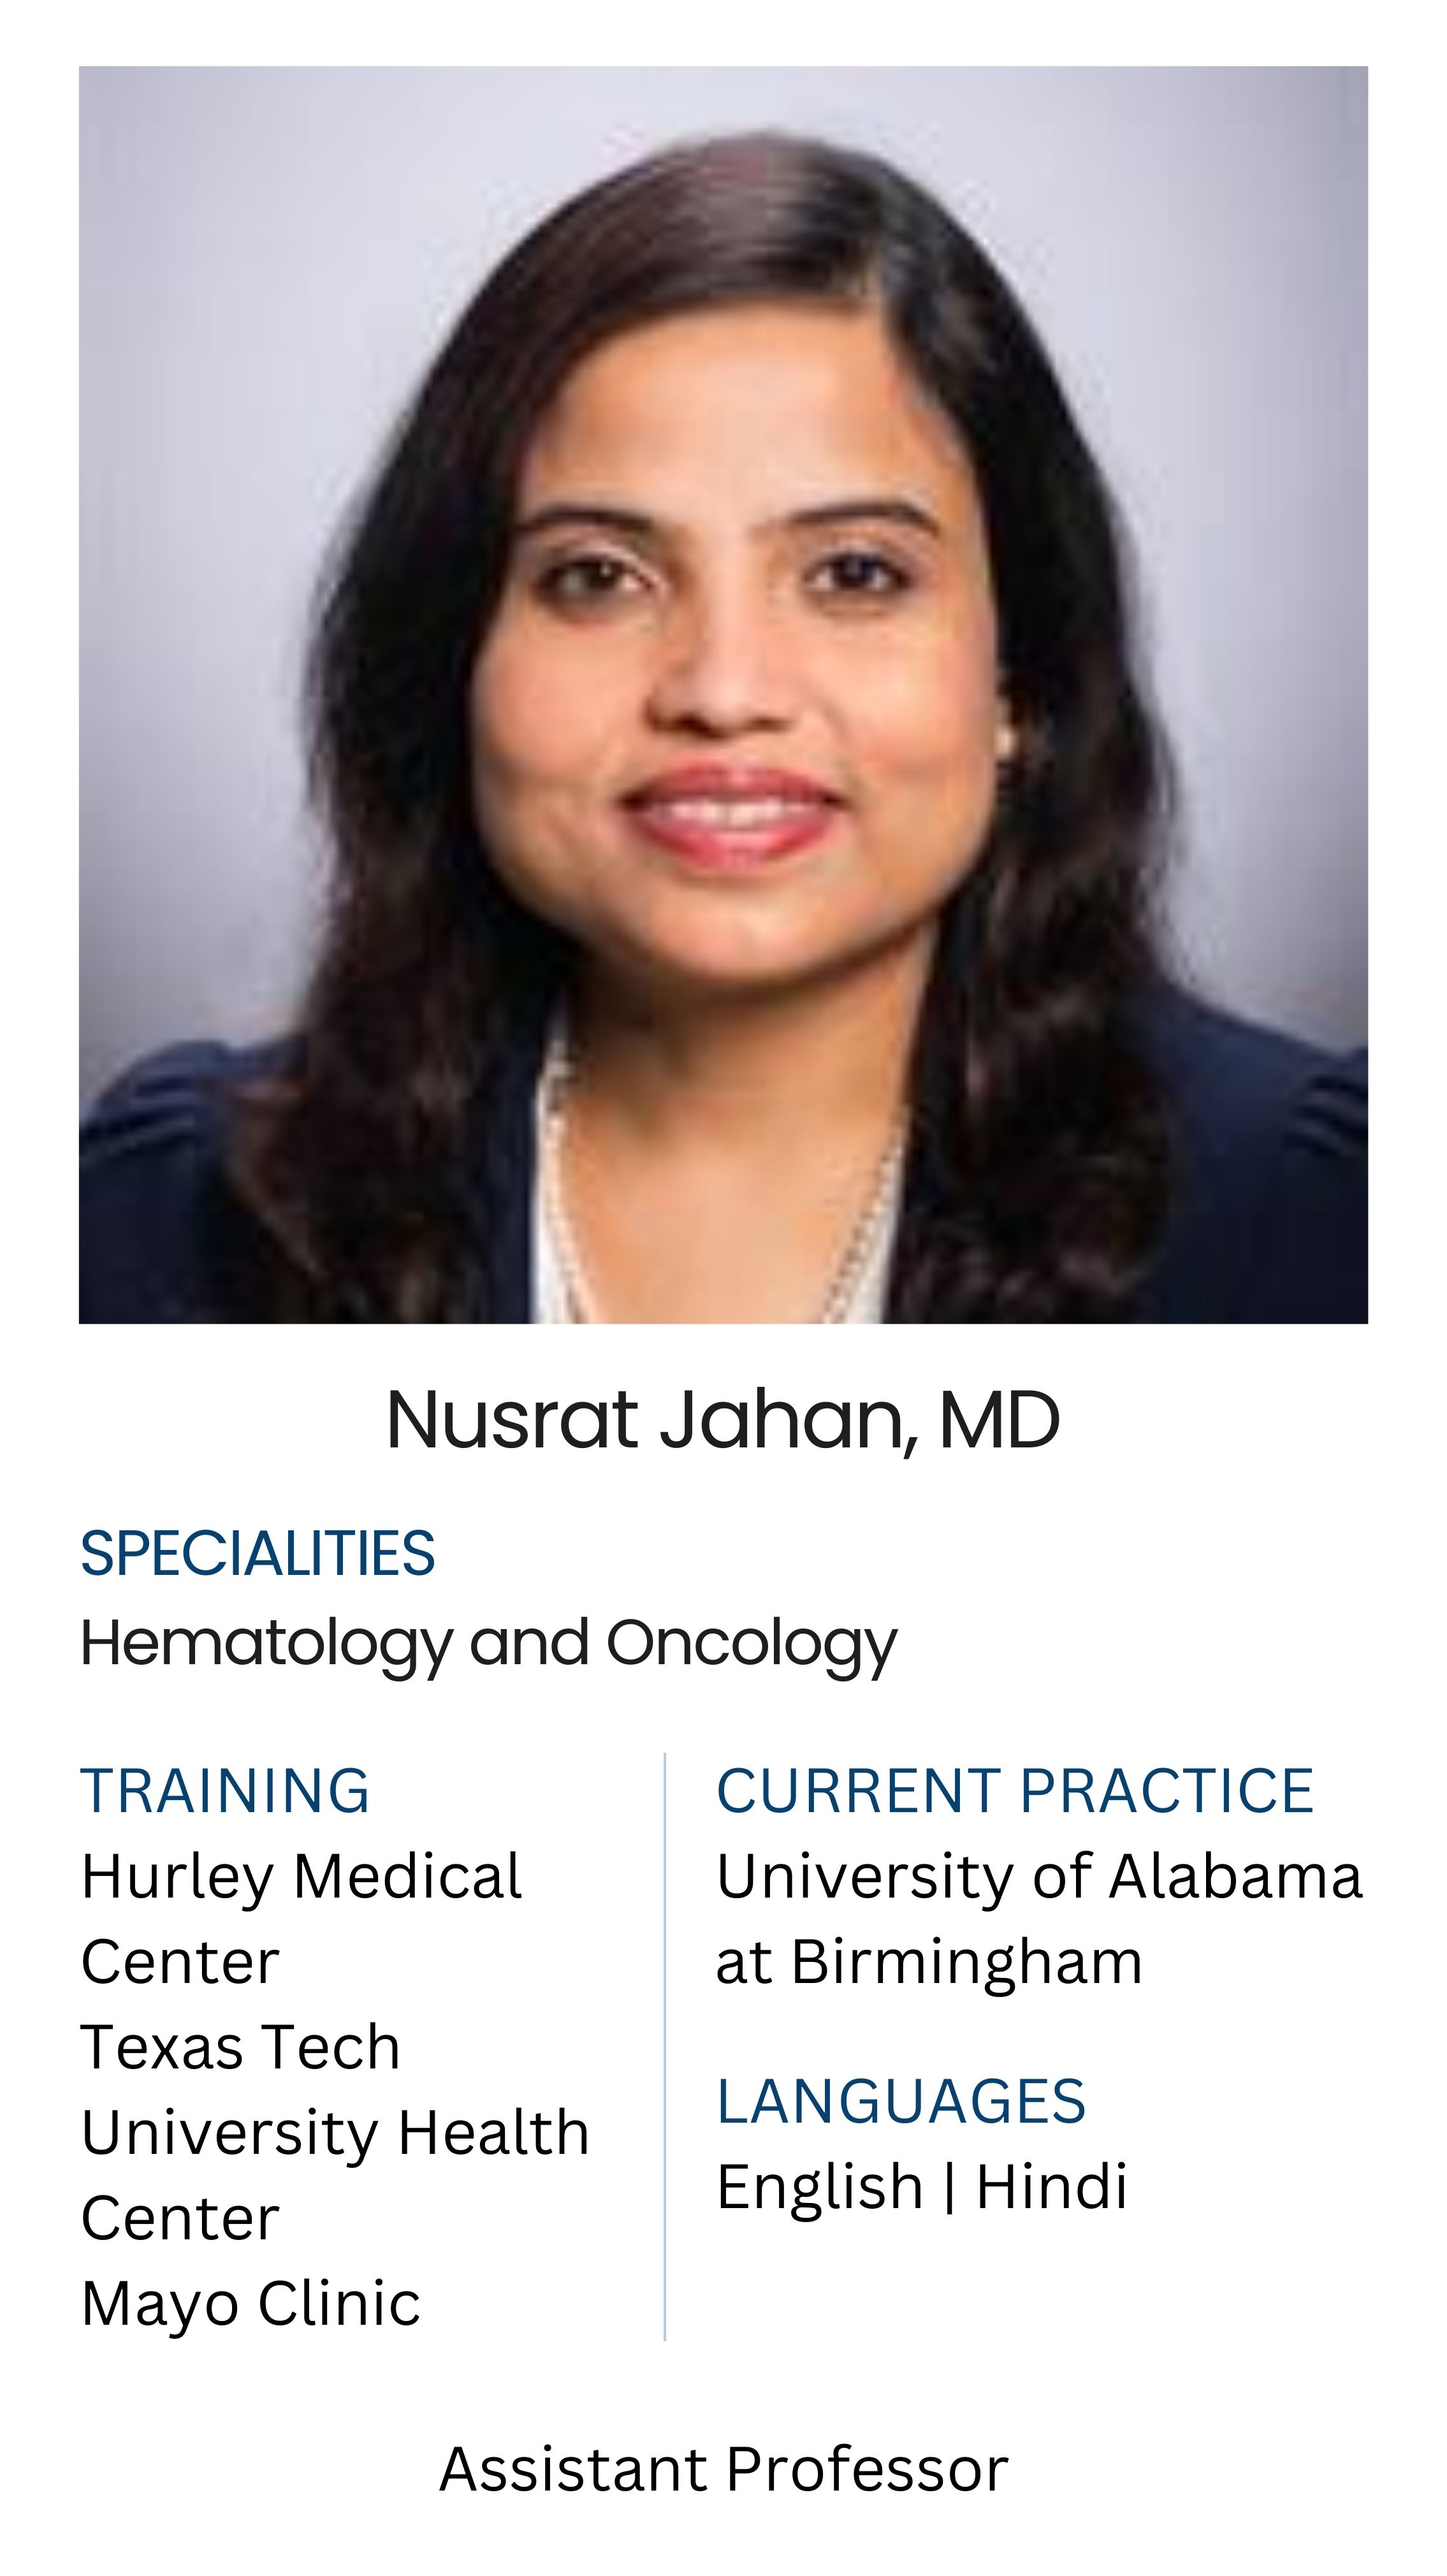 Nusrat Jahan, MD
SPECIALITIES
Hematology and Oncology
TRAINING
Hurley Medical
Center
Texas Tech
University Health
Center
Mayo Clinic
CURRENT PRACTICE
University of Alabama
at Birmingham
LANGUAGES
English | Hindi
Assistant Professor